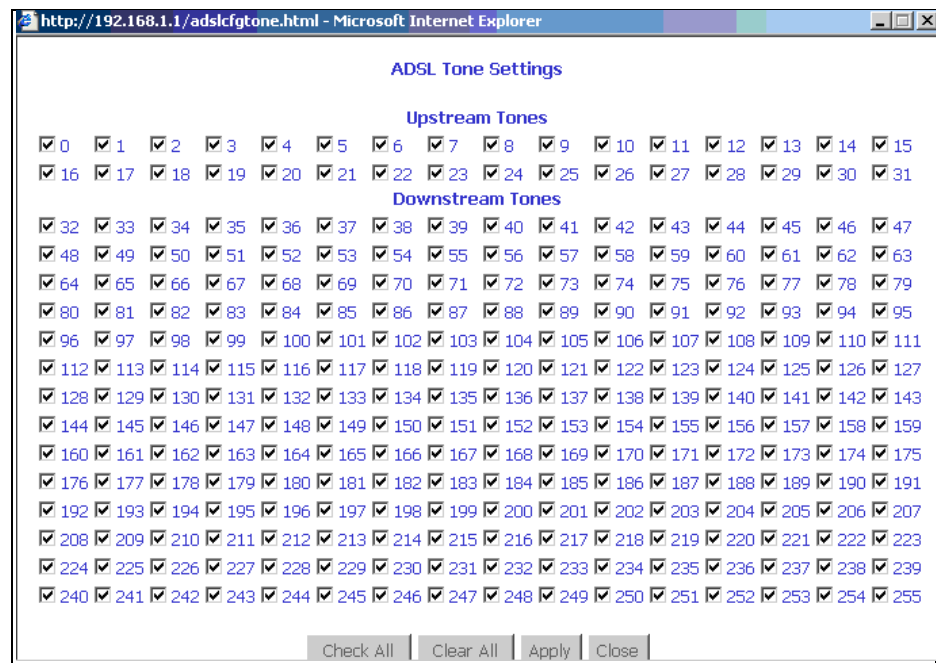 http://192.168.1.1/adslcfgtone.html - Microsoft Internet Explorer
ADSL Tone Settings
Upstream Tones
0 1 2 3 4 5 6 7 8 9 10 11 12 13 14 15
16 17 18 19 20 21 22 23 24 25 26 27 28 29 30 31
Downstream Tones
32 33 34 35 36 37 38 39 40 41 42 43 44 45 46 47
48 49 50 51 52 53 54 55 56 57 58 59 60 61 62 63
64 65 66 67 68 69 70 71 72 73 74 75 76 77 78 79
80 81 82 83 84 85 86 87 88 89 90 91 92 93 94 95
96 97 98 99 100 101 102 103 104 105 106 107 108 109 110 111
112 113 114 115 116 117 118 119 120 121 122 123 124 125 126 127
128 129 130 131 132 133 134 135 136 137 138 139 140 141 142 143
144 145 146 147 148 149 150 151 152 153 154 155 156 157 158 159
160 161 162 163 164 165 166 167 168 169 170 171 172 173 174 175
176 177 178 179 180 181 182 183 184 185 186 187 188 189 190 191
192 193 194 195 196 197 198 199 200 201 202 203 204 205 206 207
208 209 210 211 212 213 214 215 216 217 218 219 220 221 222 223
224 225 226 227 228 229 230 231 232 233 234 235 236 237 238 239
240 241 242 243 244 245 246 247 248 249 250 251 252 253 254 255
Check All Clear All Apply Close